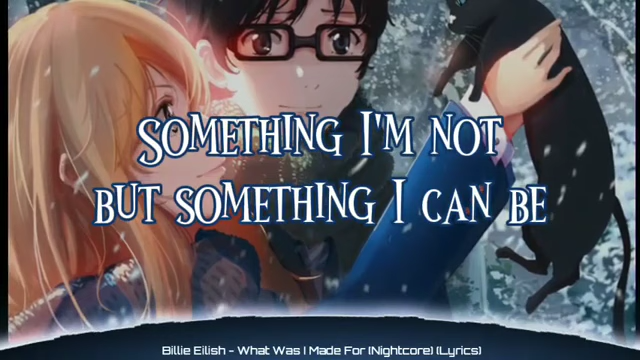 SOMETHING I'M NOT
BUT SOMETHING I CAN BE
Billie Eilish - What Was I Made For (Nightcore) (Lyrics)